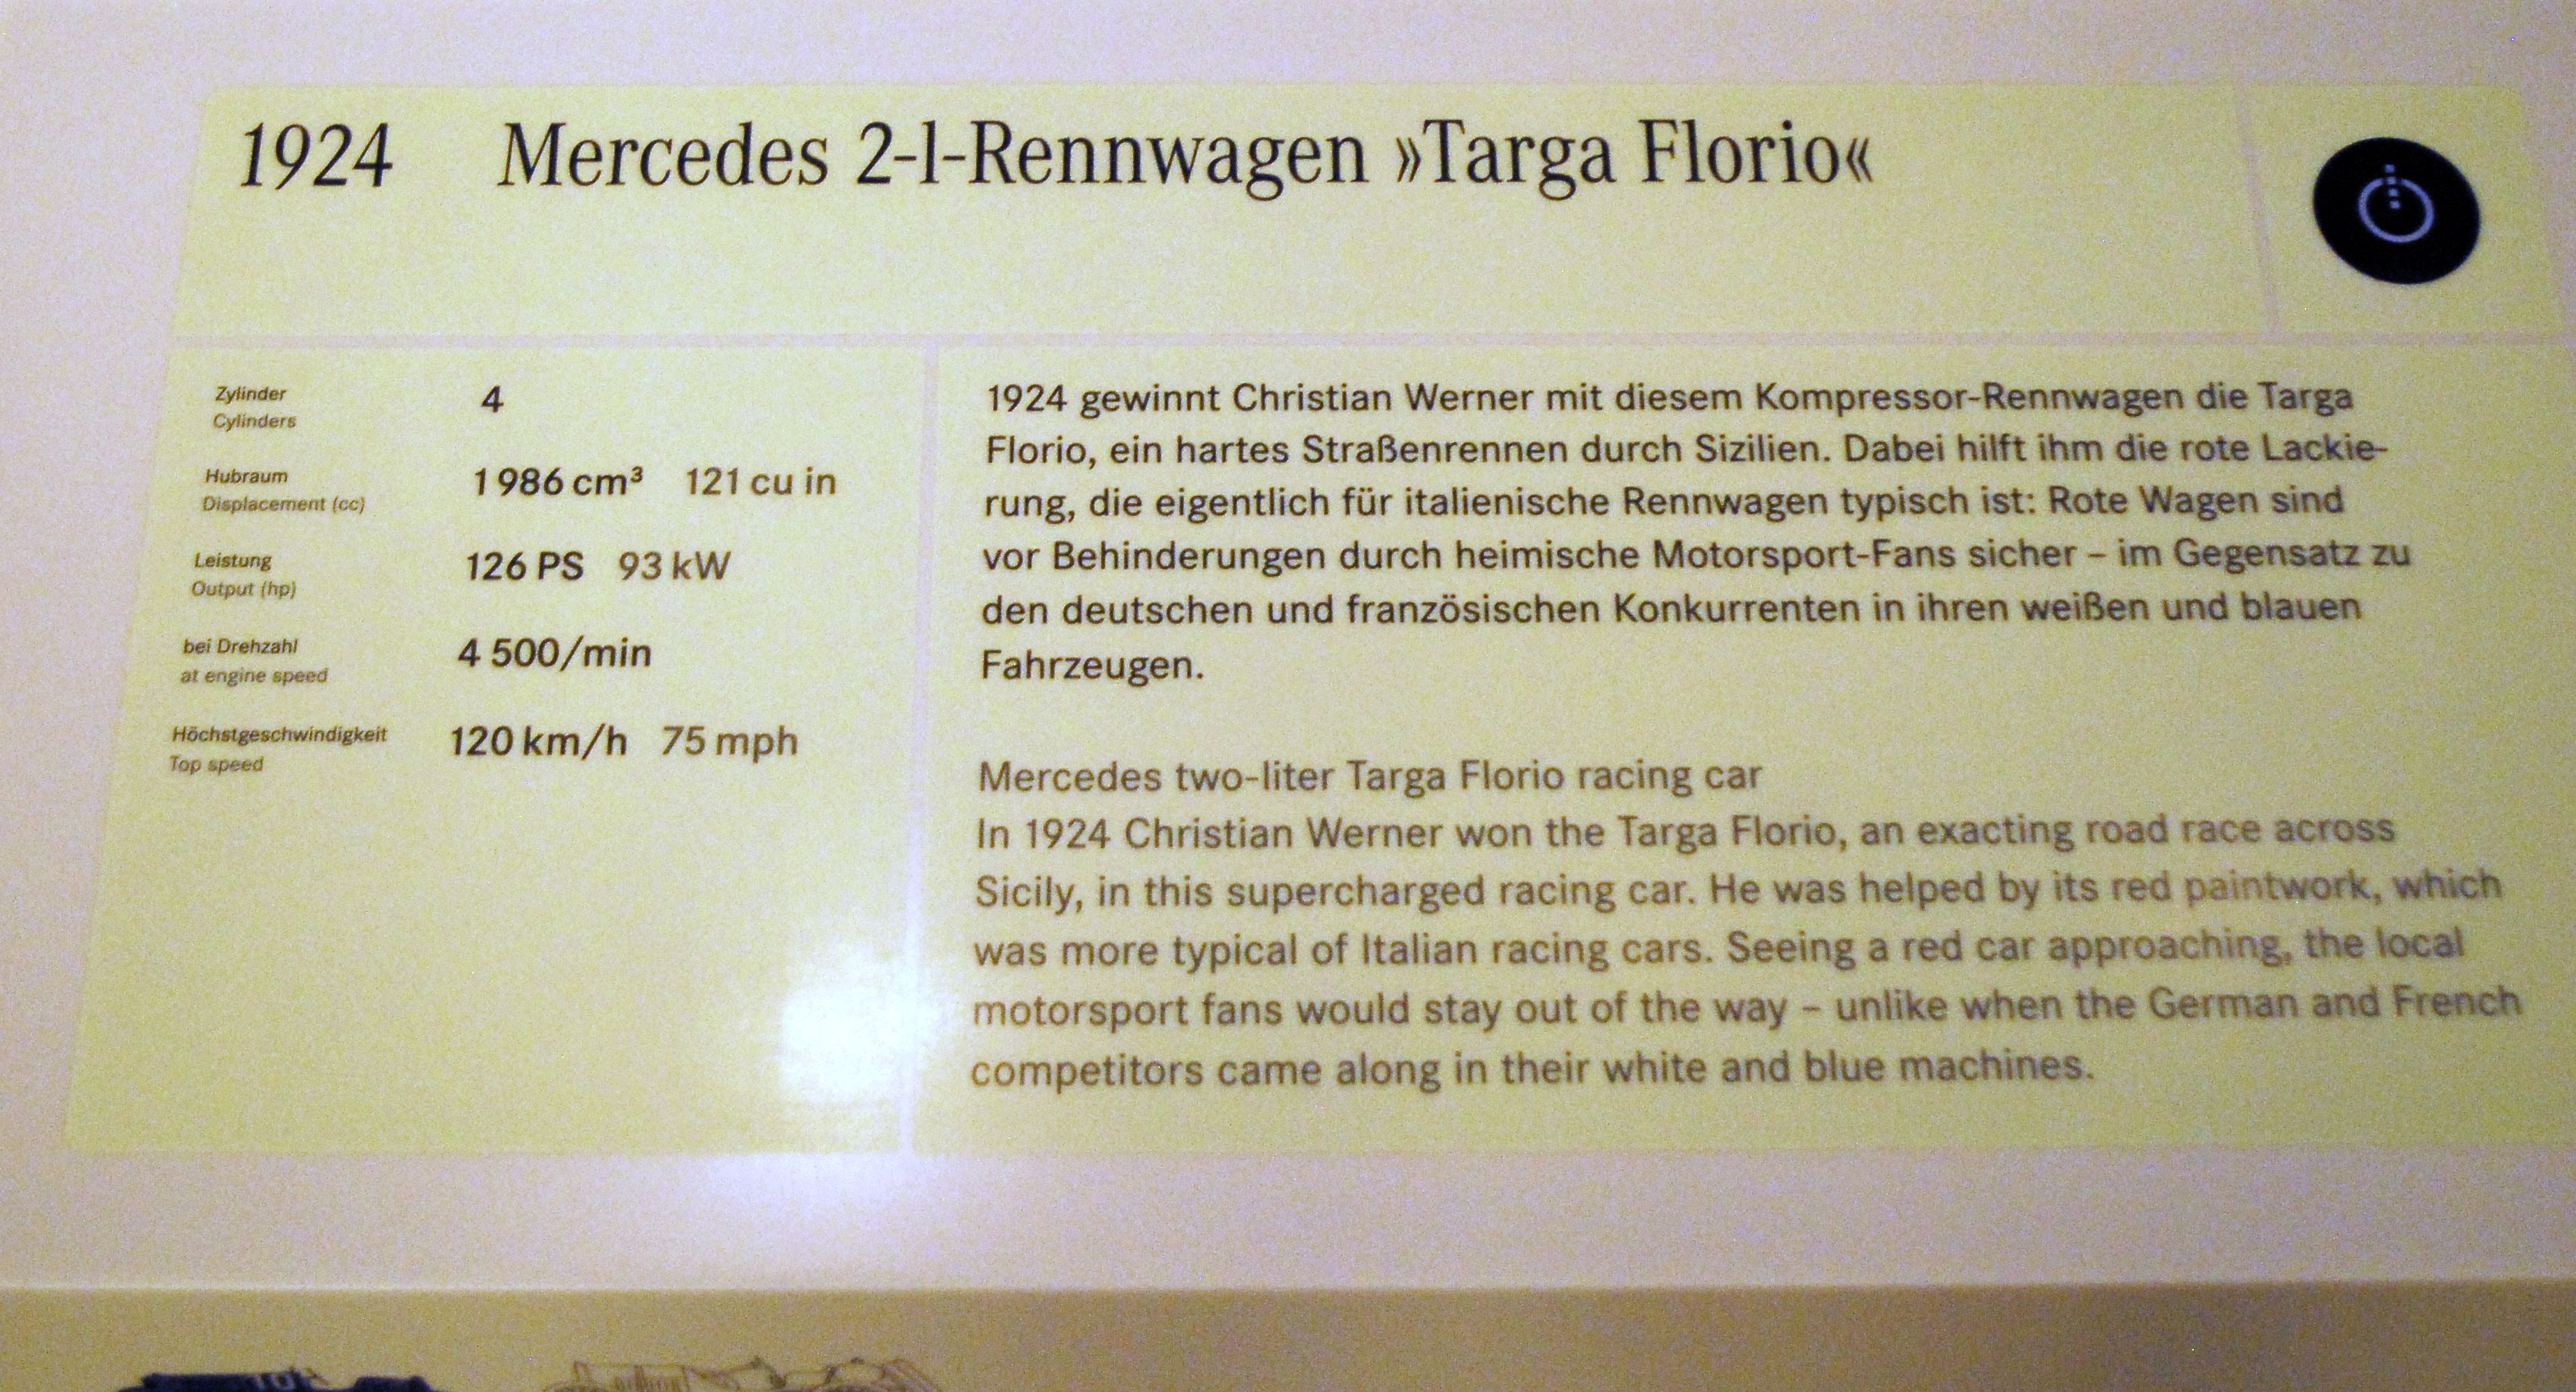 1924 Mercedes 2-l-Rennwagen »Targa Florio«
Zylinder 4
Cylinders
Hubraum 1 986 cm³ 121 cu in
Displacement (cc)
Leistung 126 PS 93 kW
Output (hp)
bei Drehzahl 4 500/min
at engine speed
Höchstgeschwindigkeit 120 km/h 75 mph
Top speed
1924 gewinnt Christian Werner mit diesem Kompressor-Rennwagen die Targa
Florio, ein hartes Straßenrennen durch Sizilien. Dabei hilft ihm die rote Lackie-
rung, die eigentlich für italienische Rennwagen typisch ist: Rote Wagen sind
vor Behinderungen durch heimische Motorsport-Fans sicher – im Gegensatz zu
den deutschen und französischen Konkurrenten in ihren weißen und blauen
Fahrzeugen.
Mercedes two-liter Targa Florio racing car
In 1924 Christian Werner won the Targa Florio, an exacting road race across
Sicily, in this supercharged racing car. He was helped by its red paintwork, which
was more typical of Italian racing cars. Seeing a red car approaching, the local
motorsport fans would stay out of the way – unlike when the German and French
competitors came along in their white and blue machines.